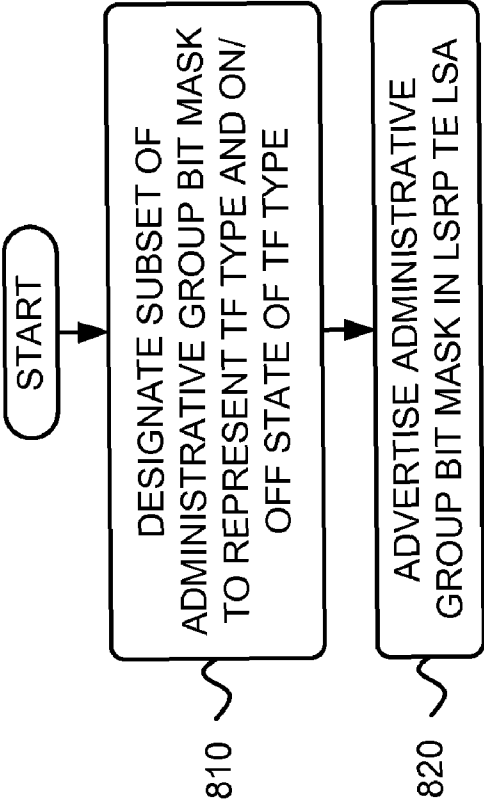 START
DESIGNATE SUBSET OF
ADMINISTRATIVE GROUP BIT MASK
TO REPRESENT TF TYPE AND ON/
OFF STATE OF TF TYPE
810
ADVERTISE ADMINISTRATIVE
GROUP BIT MASK IN LSRP TE LSA
820